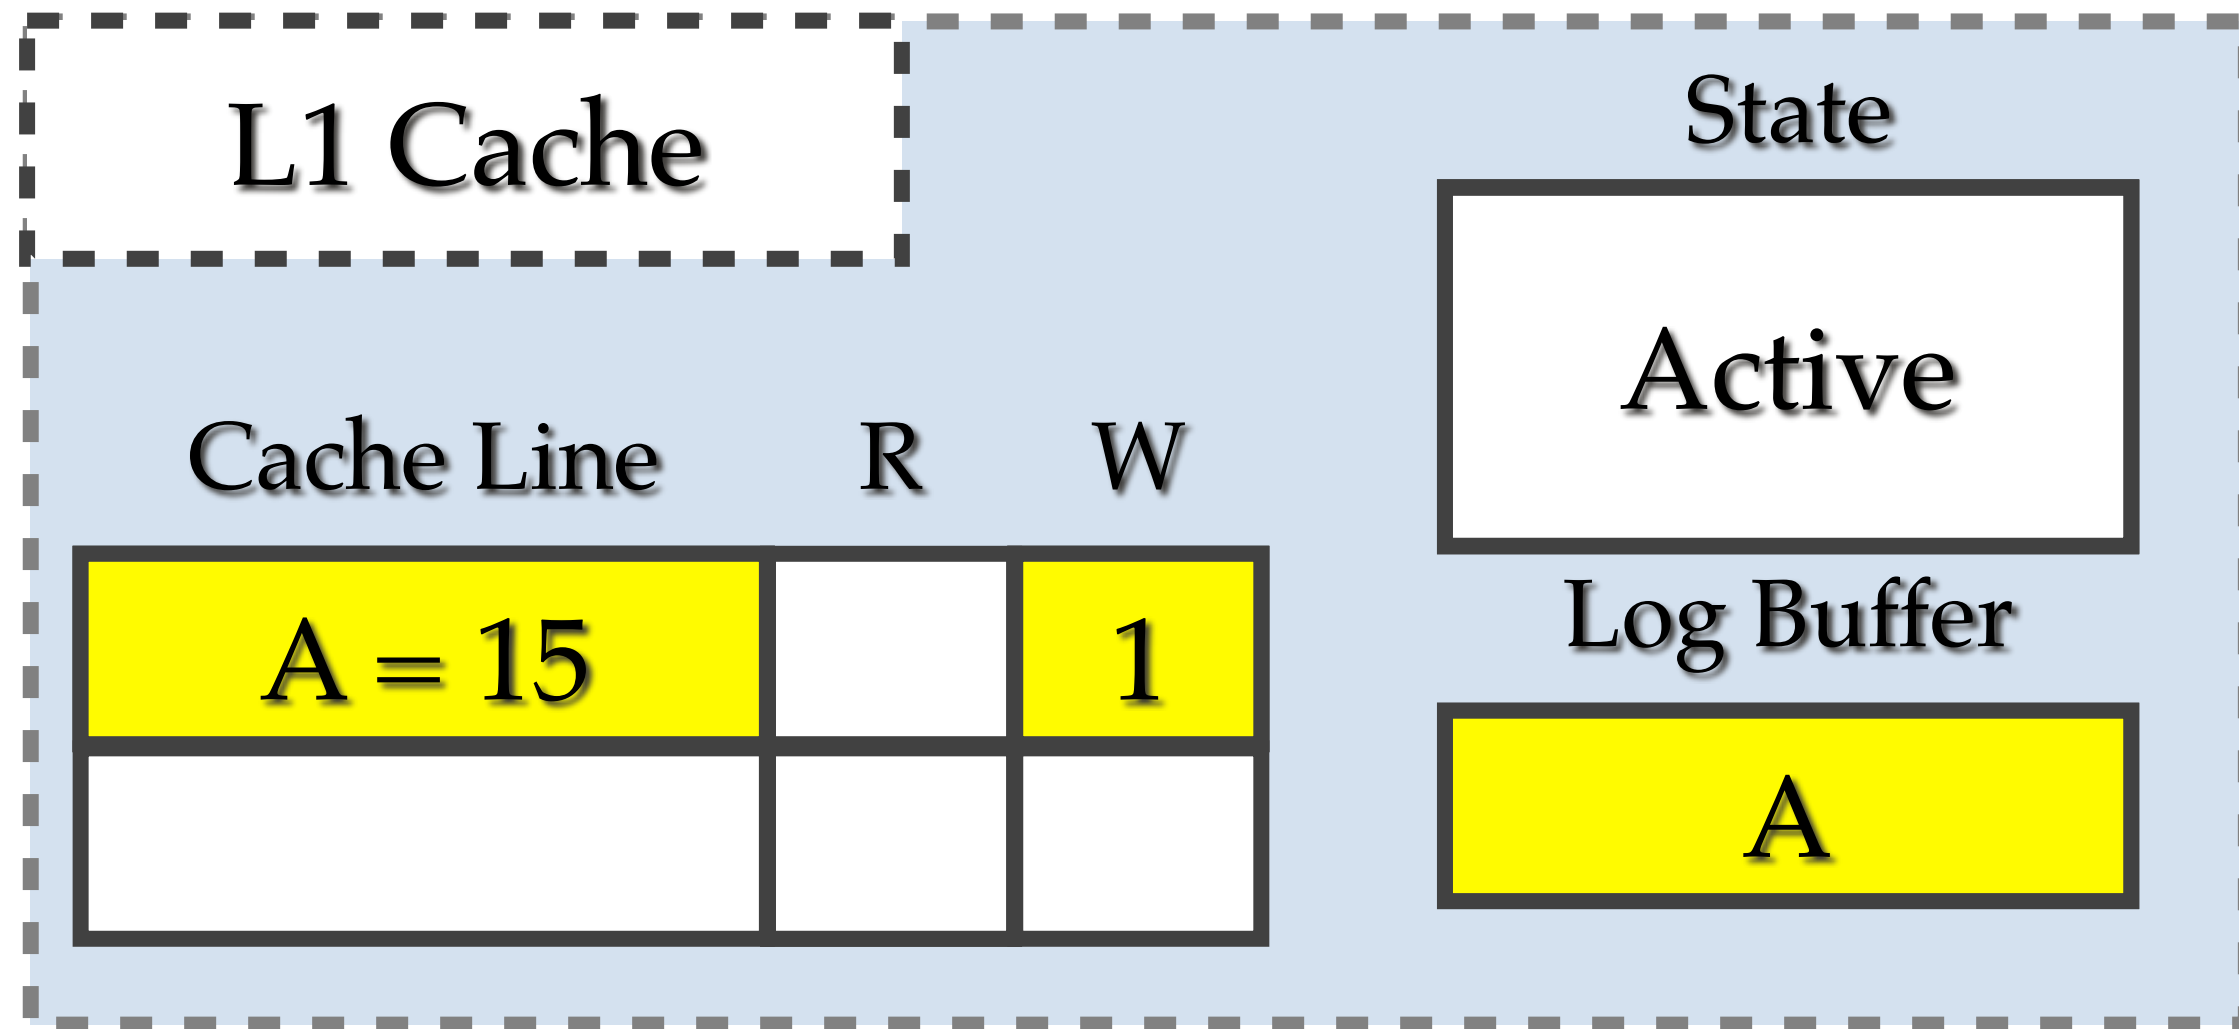 L1 Cache
State
Active
Cache Line R W
A = 15 1
Log Buffer
A